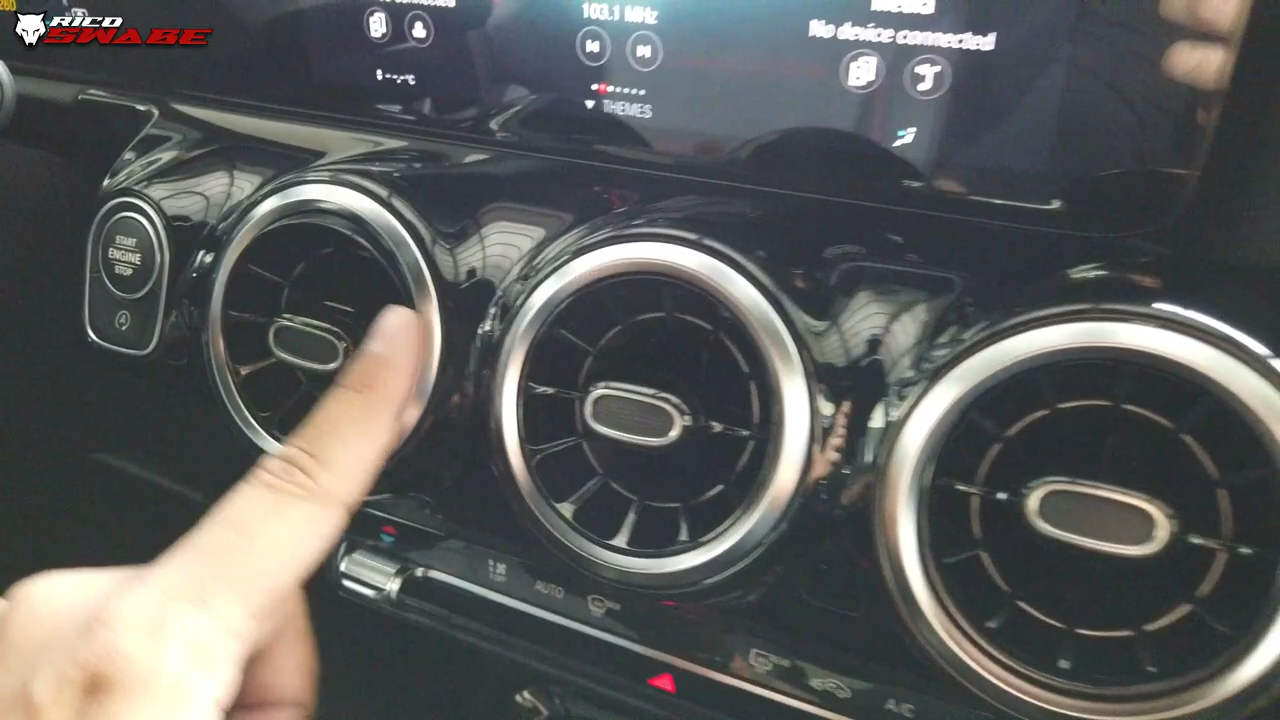 RICO
SWABE
103.1 MHz
No device connected
THEMES
START
ENGINE
STOP
A
AUTO
A/C